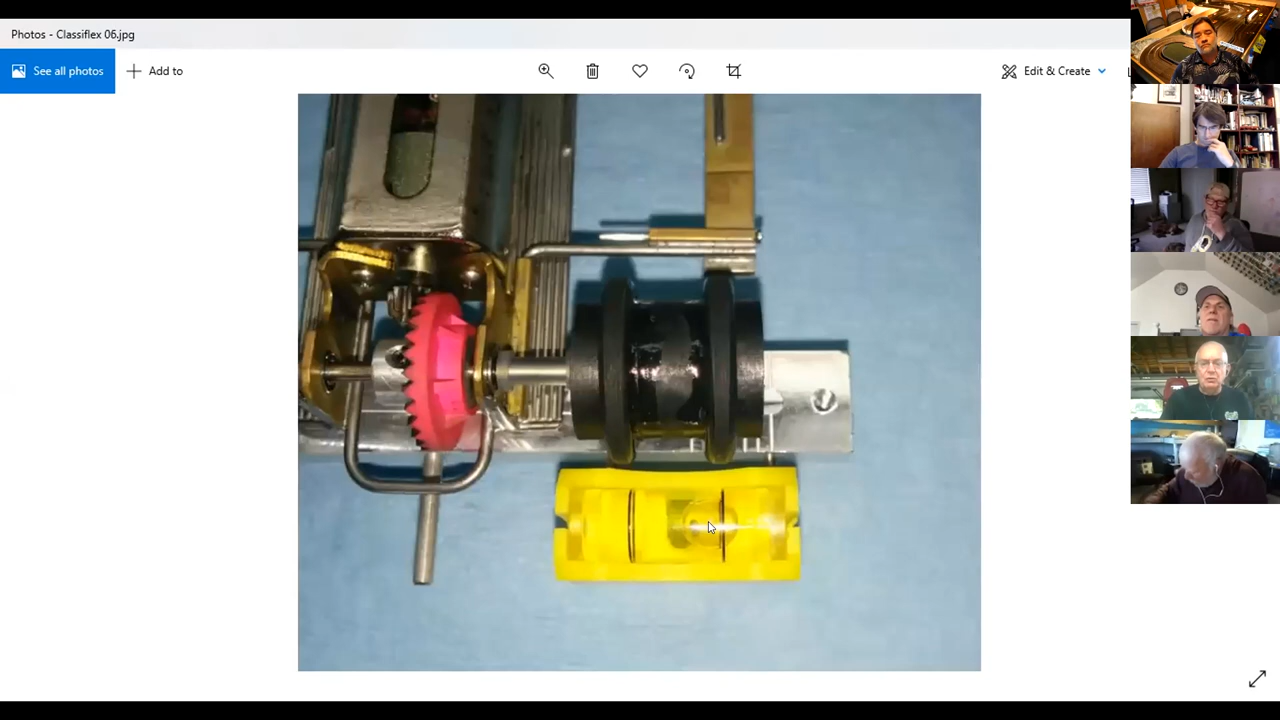 Photos - Classiflex 06.jpg
See all photos
Add to
Edit & Create